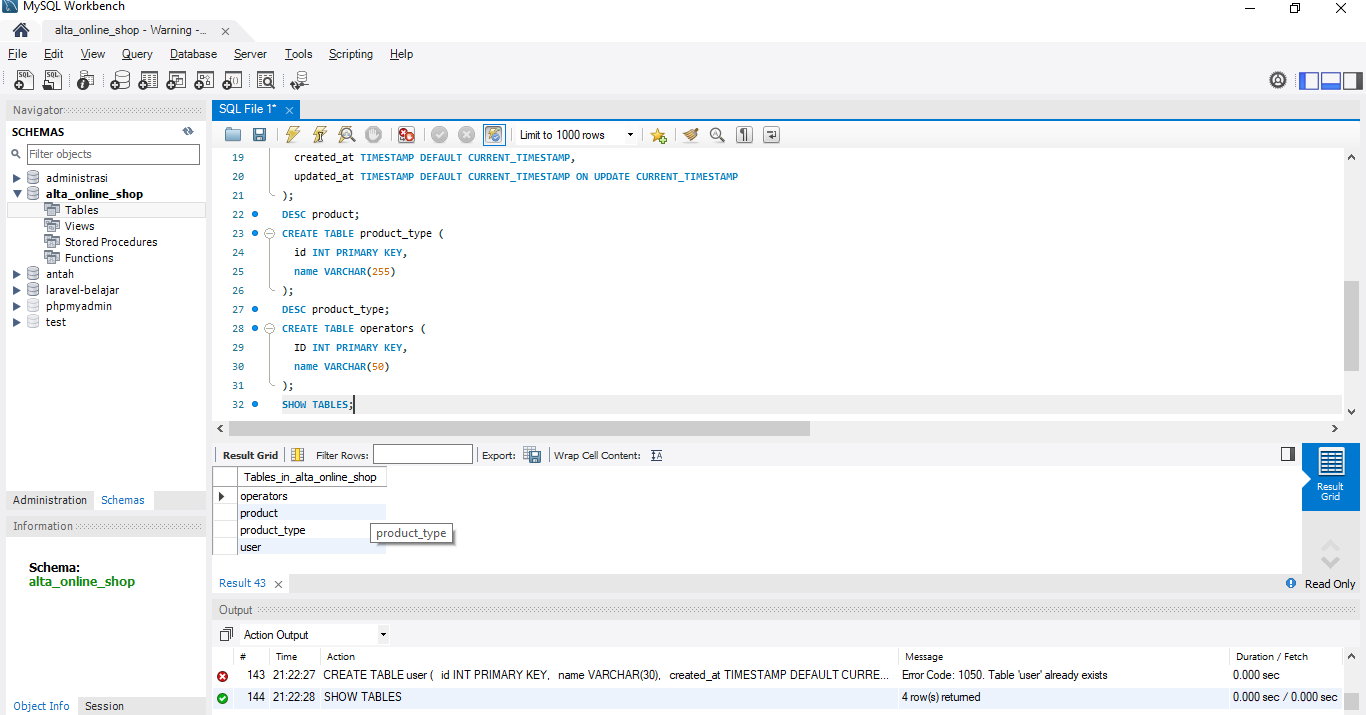 MySQL Workbench
alta_online_shop - Warning -...
File Edit View Query Database Server Tools Scripting Help
Navigator
SCHEMAS
Filter objects
administrasi
alta_online_shop
Tables
Views
Stored Procedures
Functions
antah
laravel-belajar
phpmyadmin
test
Administration Schemas
Information
Schema:
alta_online_shop
Object Info Session
SQL File 1*
Limit to 1000 rows
19 created_at TIMESTAMP DEFAULT CURRENT_TIMESTAMP,
20 updated_at TIMESTAMP DEFAULT CURRENT_TIMESTAMP ON UPDATE CURRENT_TIMESTAMP
21 );
22 DESC product;
23 CREATE TABLE product_type (
24 id INT PRIMARY KEY,
25 name VARCHAR(255)
26 );
27 DESC product_type;
28 CREATE TABLE operators (
29 ID INT PRIMARY KEY,
30 name VARCHAR(50)
31 );
32 SHOW TABLES;
Result Grid Filter Rows: Export: Wrap Cell Content:
Tables_in_alta_online_shop
operators
product
product_type
user
product_type
Result Grid
Result 43
Read Only
Output
Action Output
# Time Action Message Duration / Fetch
143 21:22:27 CREATE TABLE user ( id INT PRIMARY KEY, name VARCHAR(30), created_at TIMESTAMP DEFAULT CURRE... Error Code: 1050. Table 'user' already exists 0.000 sec
144 21:22:28 SHOW TABLES 4 row(s) returned 0.000 sec / 0.000 sec